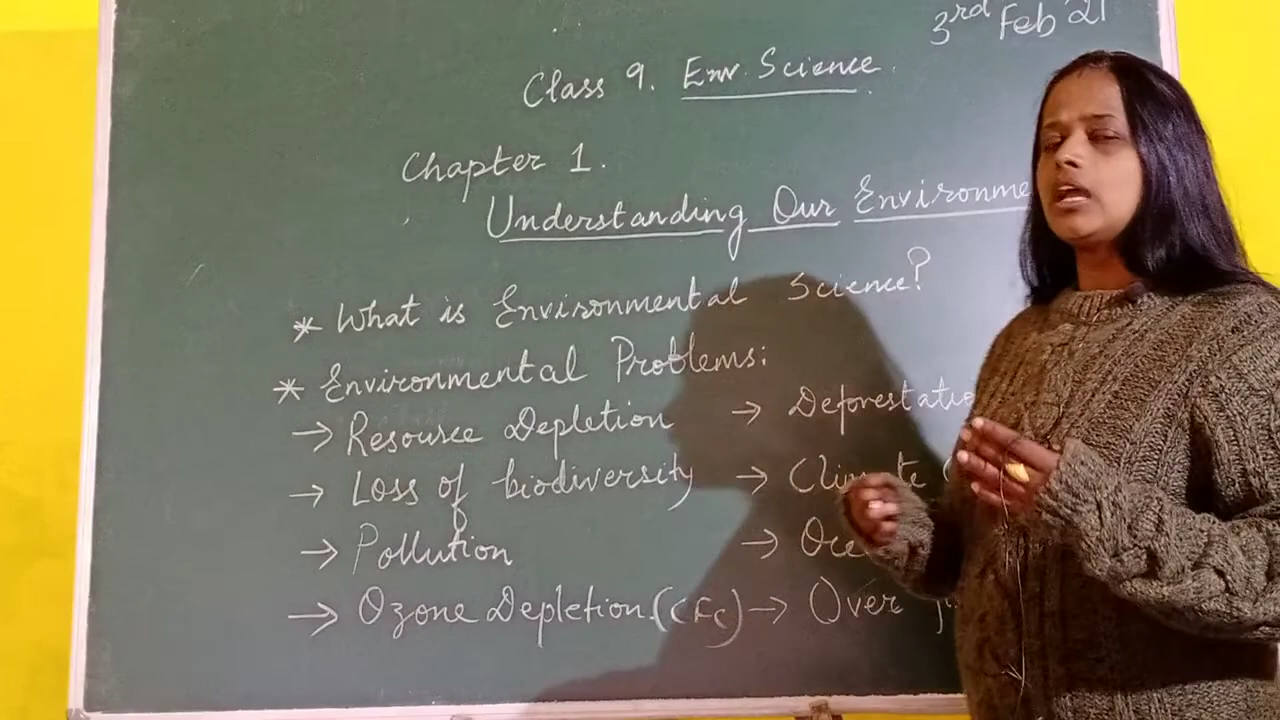 3rd Feb '21
Class 9. Env. Science.
Chapter 1.
Understanding Our Environme
* What is Environmental Science?
* Environmental Problems:
→ Resource Depletion → Deforestatio
→ Loss of biodiversity → Climate
→ Pollution →
→ Ozone Depletion. (CFC) → Over